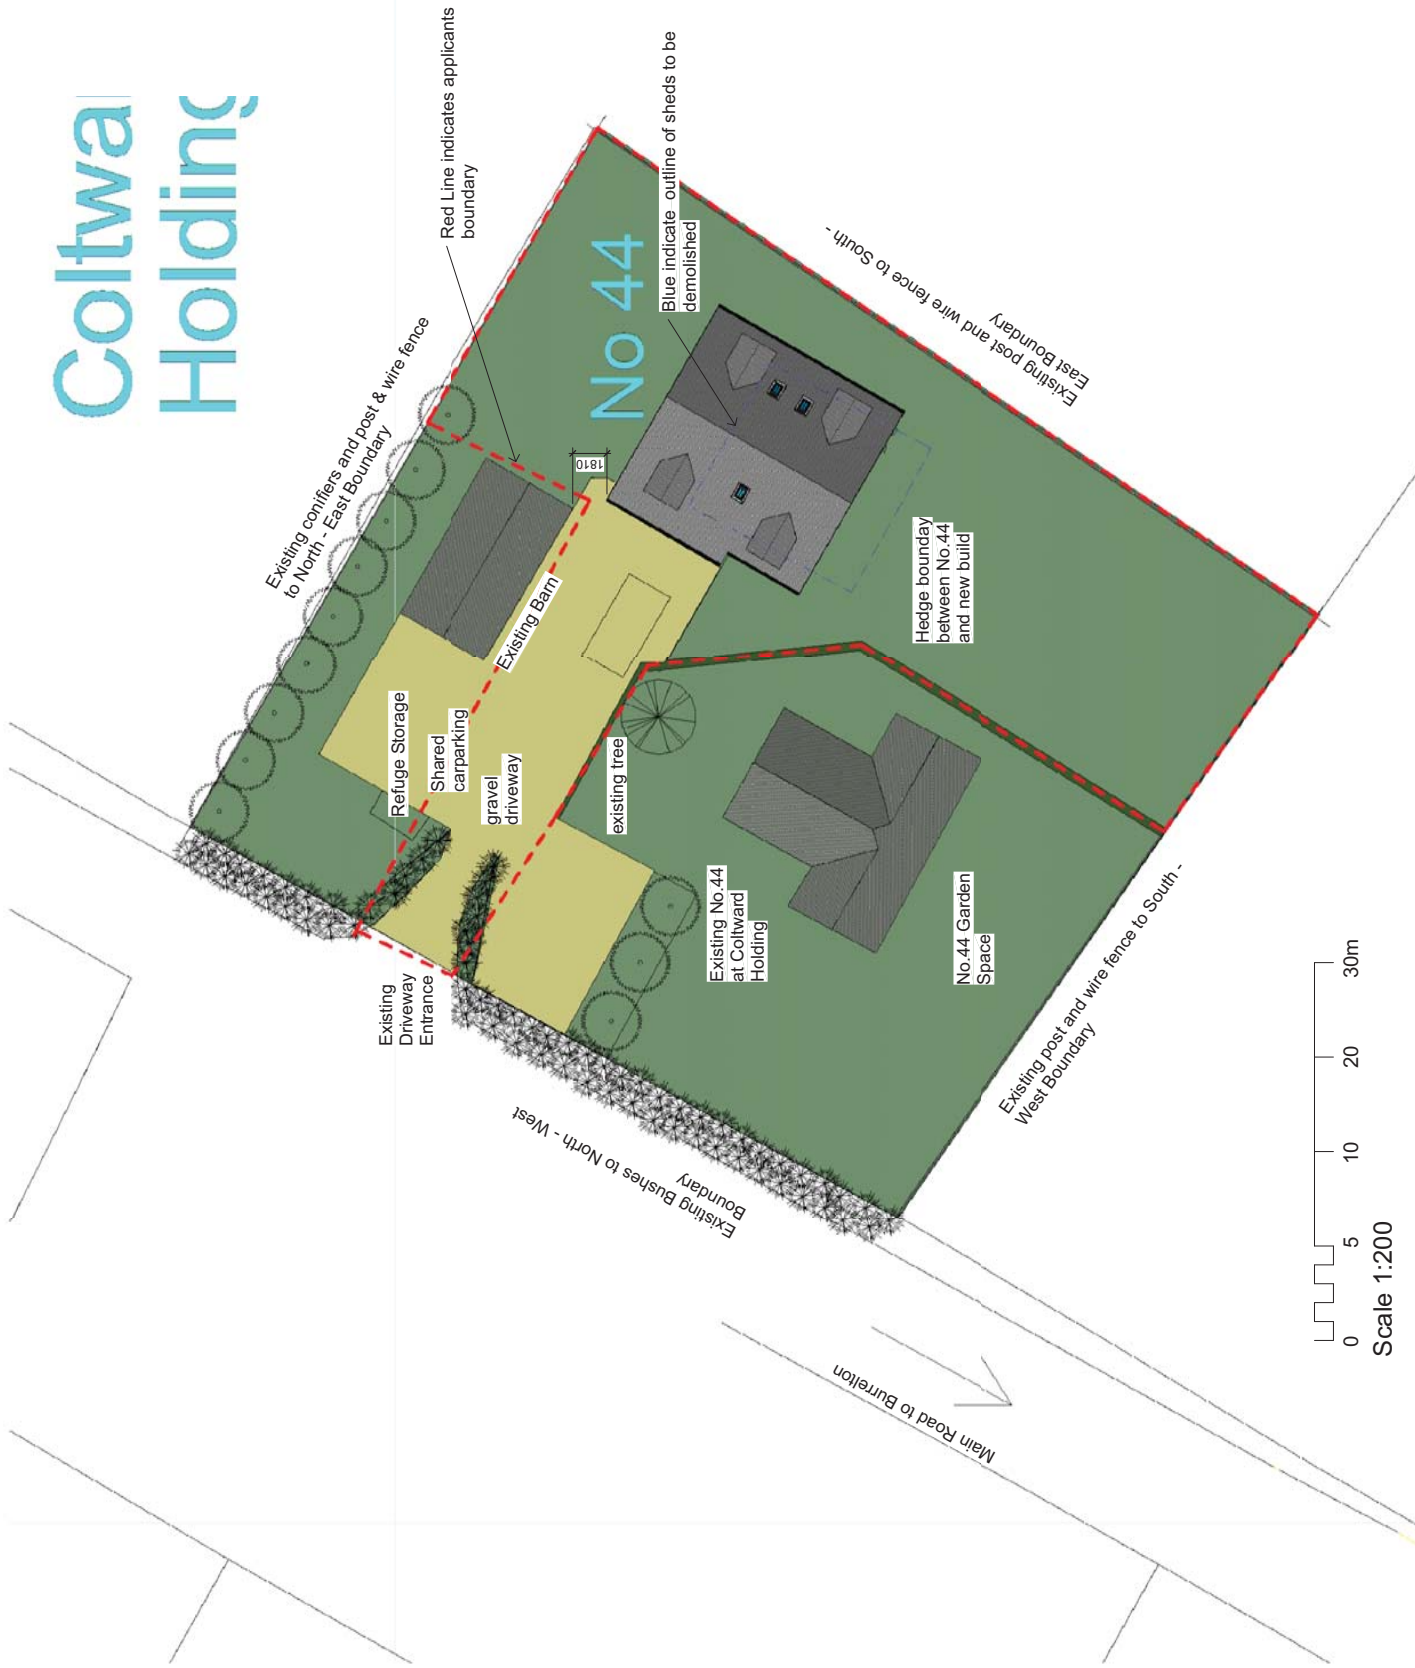 Coltwa
Holding
Red Line indicates applicants
boundary
Blue indicate  outline of sheds to be
demolished
No 44
Existing conifiers and post & wire fence
to North - East Boundary
Existing post and wire fence to South -
East Boundary
1810
Existing Barn
Hedge bounday
between No.44
and new build
Refuge Storage
Shared
carparking
gravel
driveway
existing tree
Existing
Driveway
Entrance
Existing No.44
at Coltward
Holding
No.44 Garden
Space
Existing post and wire fence to South -
West Boundary
Existing Bushes to North - West
Boundary
Main Road to Burrelton
0 5 10 20 30m
Scale 1:200